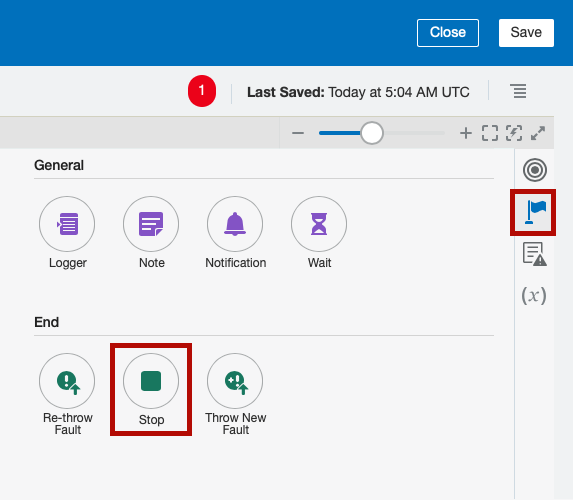 Close Save
1 Last Saved: Today at 5:04 AM UTC
General
Logger Note Notification Wait
(x)
End
Re-throw Fault Stop Throw New Fault